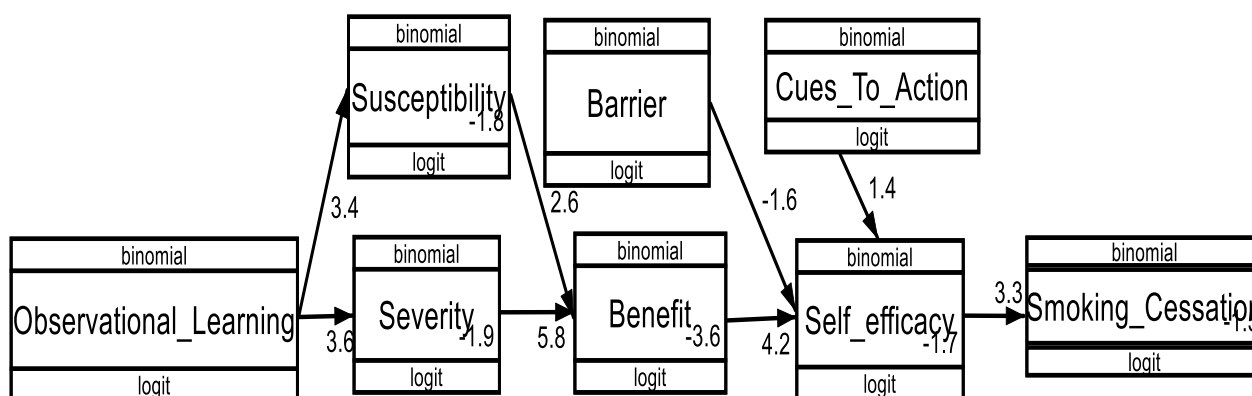 binomial
Susceptibility
-1.8
logit
binomial
Barrier
logit
binomial
Cues_To_Action
logit
3.4
2.6
-1.6
1.4
binomial
Observational_Learning
logit
3.6
binomial
Severity
-1.9
logit
5.8
binomial
Benefit
-3.6
logit
4.2
binomial
Self_efficacy
-1.7
logit
3.3
binomial
Smoking_Cessation
logit